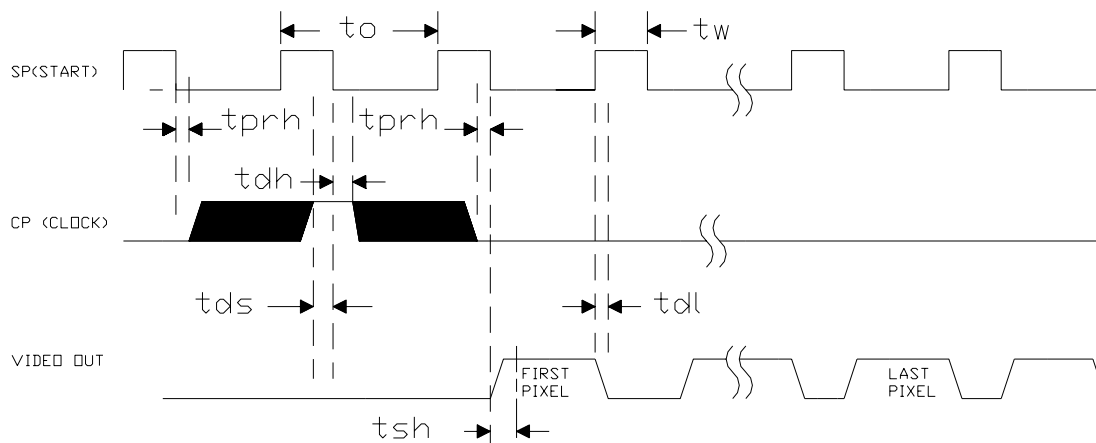 to
tw
SP(START)
tprh
tprh
tdh
CP (CLOCK)
tds
tdl
VIDEO OUT
FIRST
PIXEL
LAST
PIXEL
tsh